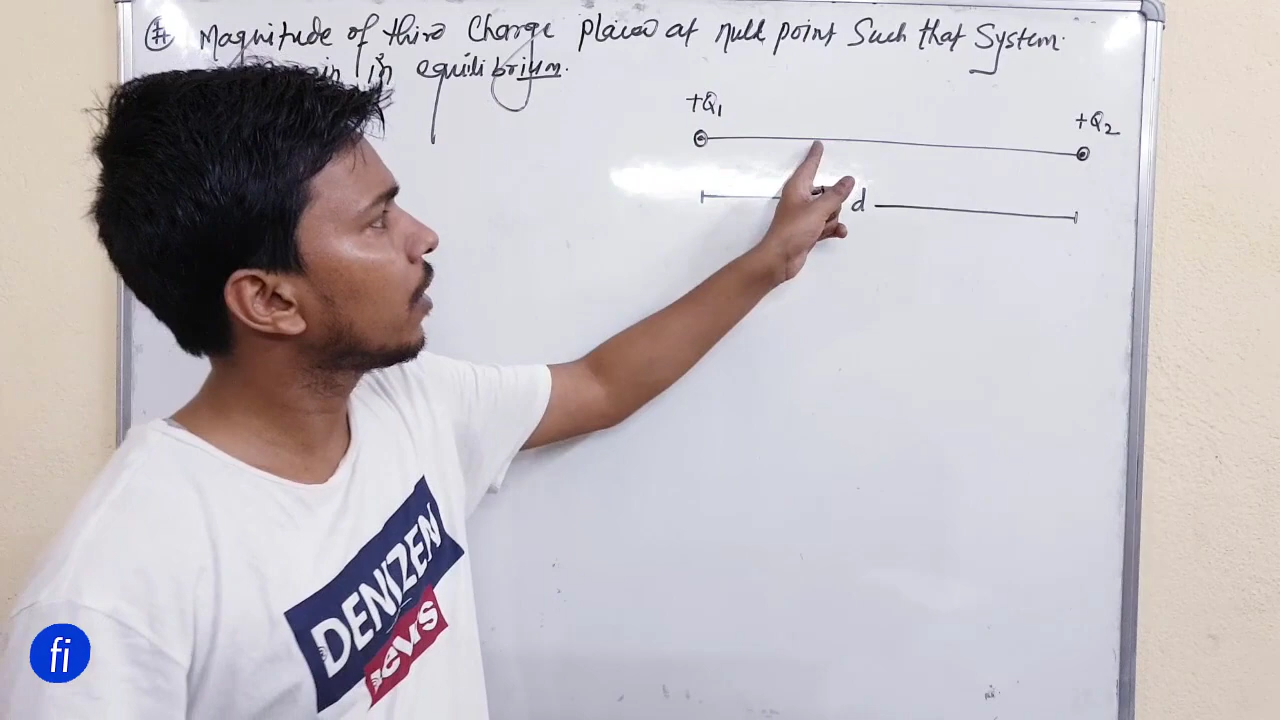 # Magnitude of third Charge placed at null point Such that System
in equilibrium.
+Q1
+Q2
d
DENIZEN
LEVI'S
fi